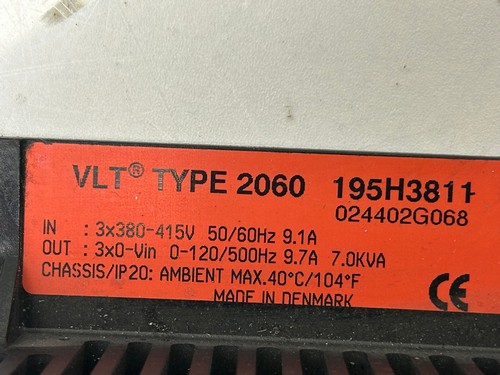 VLT® TYPE 2060 195H3811
024402G068
IN : 3x380-415V 50/60Hz 9.1A
OUT : 3x0-Vin 0-120/500Hz 9.7A 7.0KVA
CHASSIS/IP20: AMBIENT MAX.40°C/104°F
MADE IN DENMARK CE